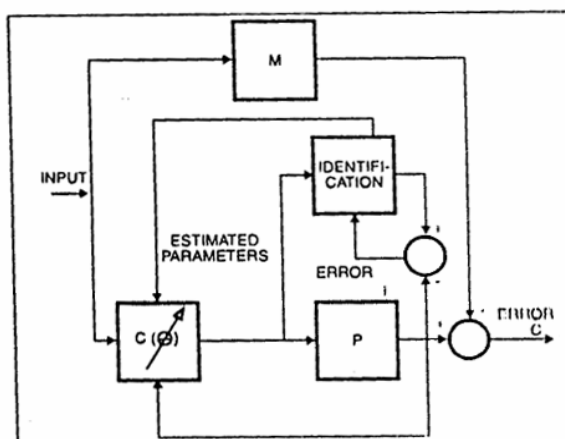 M
IDENTIFI-
CATION
INPUT
ESTIMATED
PARAMETERS
ERROR
C (Ø)
P
ERROR
C